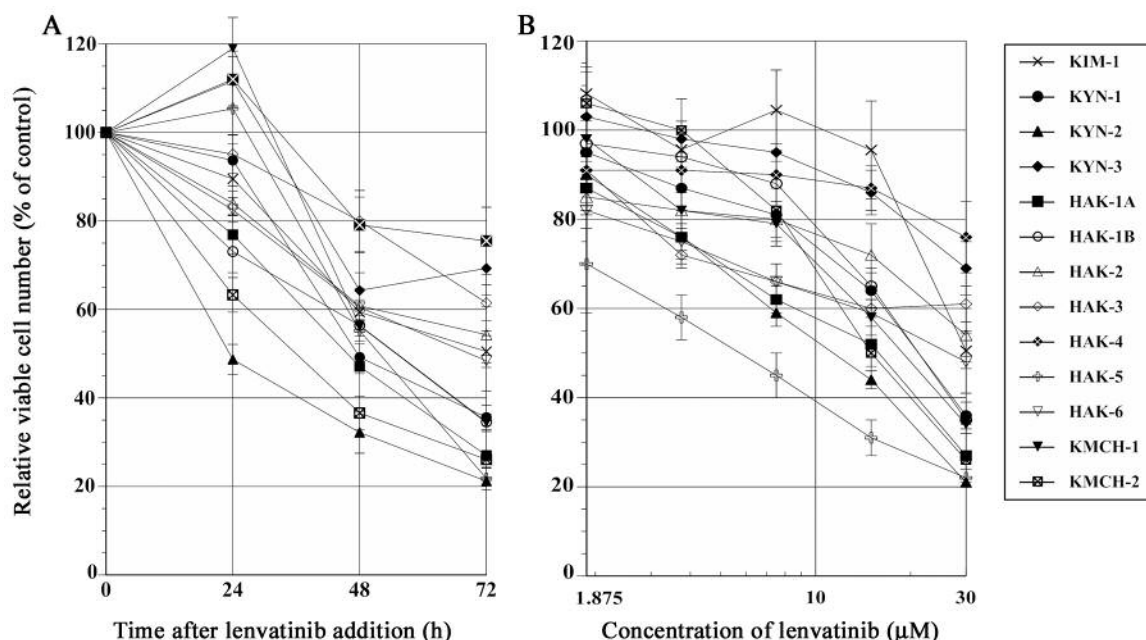 A
B
Relative viable cell number (% of control)
120
100
80
60
40
20
0
0 24 48 72
Time after lenvatinib addition (h)
120
100
80
60
40
20
0
1.875 10 30
Concentration of lenvatinib (µM)
KIM-1
KYN-1
KYN-2
KYN-3
HAK-1A
HAK-1B
HAK-2
HAK-3
HAK-4
HAK-5
HAK-6
KMCH-1
KMCH-2